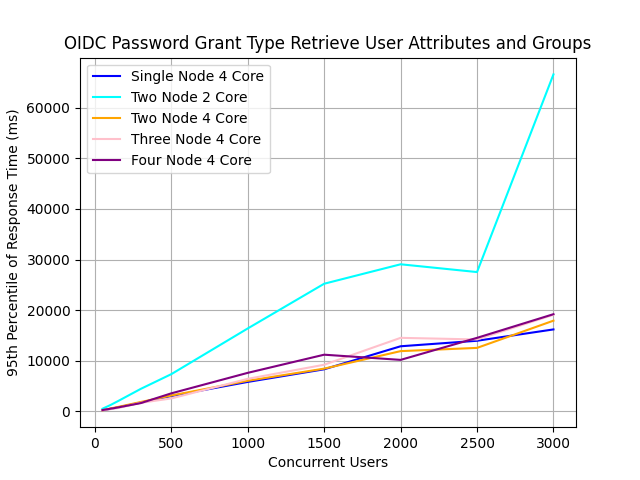 OIDC Password Grant Type Retrieve User Attributes and Groups
Single Node 4 Core
Two Node 2 Core
Two Node 4 Core
Three Node 4 Core
Four Node 4 Core
95th Percentile of Response Time (ms)
60000
50000
40000
30000
20000
10000
0
0 500 1000 1500 2000 2500 3000
Concurrent Users